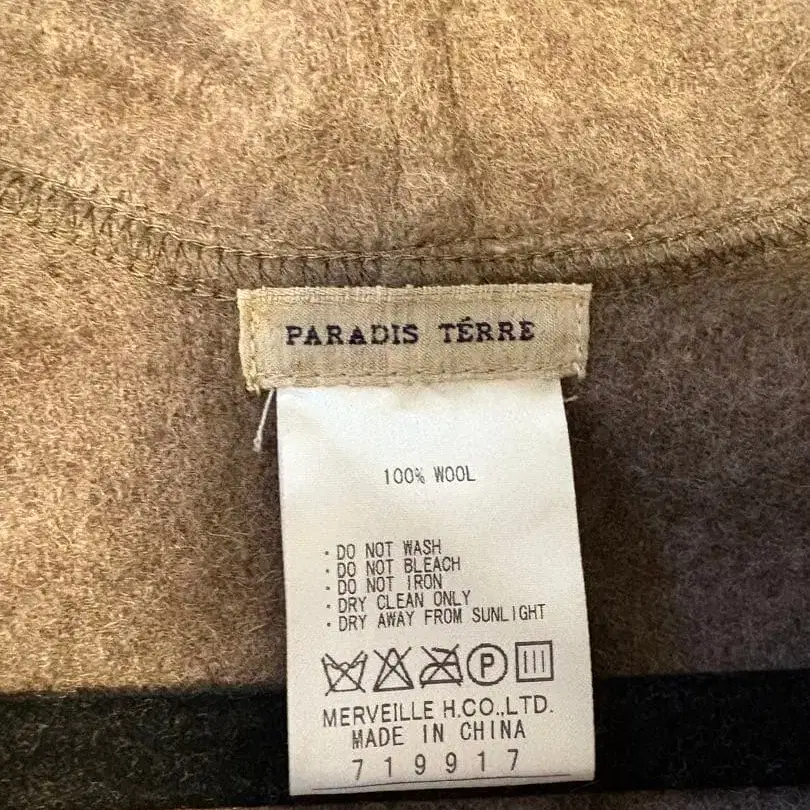 PARADIS TÉRRE
100% WOOL
· DO NOT WASH
· DO NOT BLEACH
· DO NOT IRON
· DRY CLEAN ONLY
· DRY AWAY FROM SUNLIGHT
P
MERVEILLE H.CO.,LTD.
MADE IN CHINA
719917